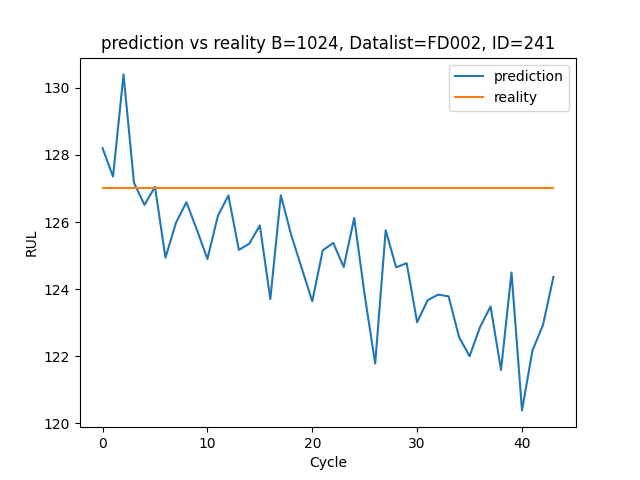 prediction vs reality B=1024, Datalist=FD002, ID=241
prediction
reality
RUL
130
128
126
124
122
120
0 10 20 30 40
Cycle